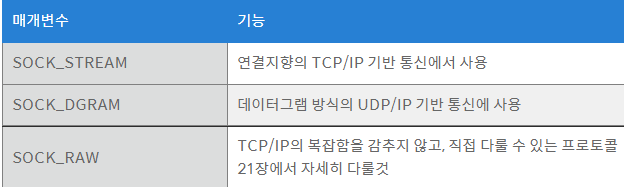 매개변수 기능
SOCK_STREAM 연결지향의 TCP/IP 기반 통신에서 사용
SOCK_DGRAM 데이터그램 방식의 UDP/IP 기반 통신에 사용
SOCK_RAW TCP/IP의 복잡함을 감추지 않고, 직접 다룰 수 있는 프로토콜
21장에서 자세히 다룰것